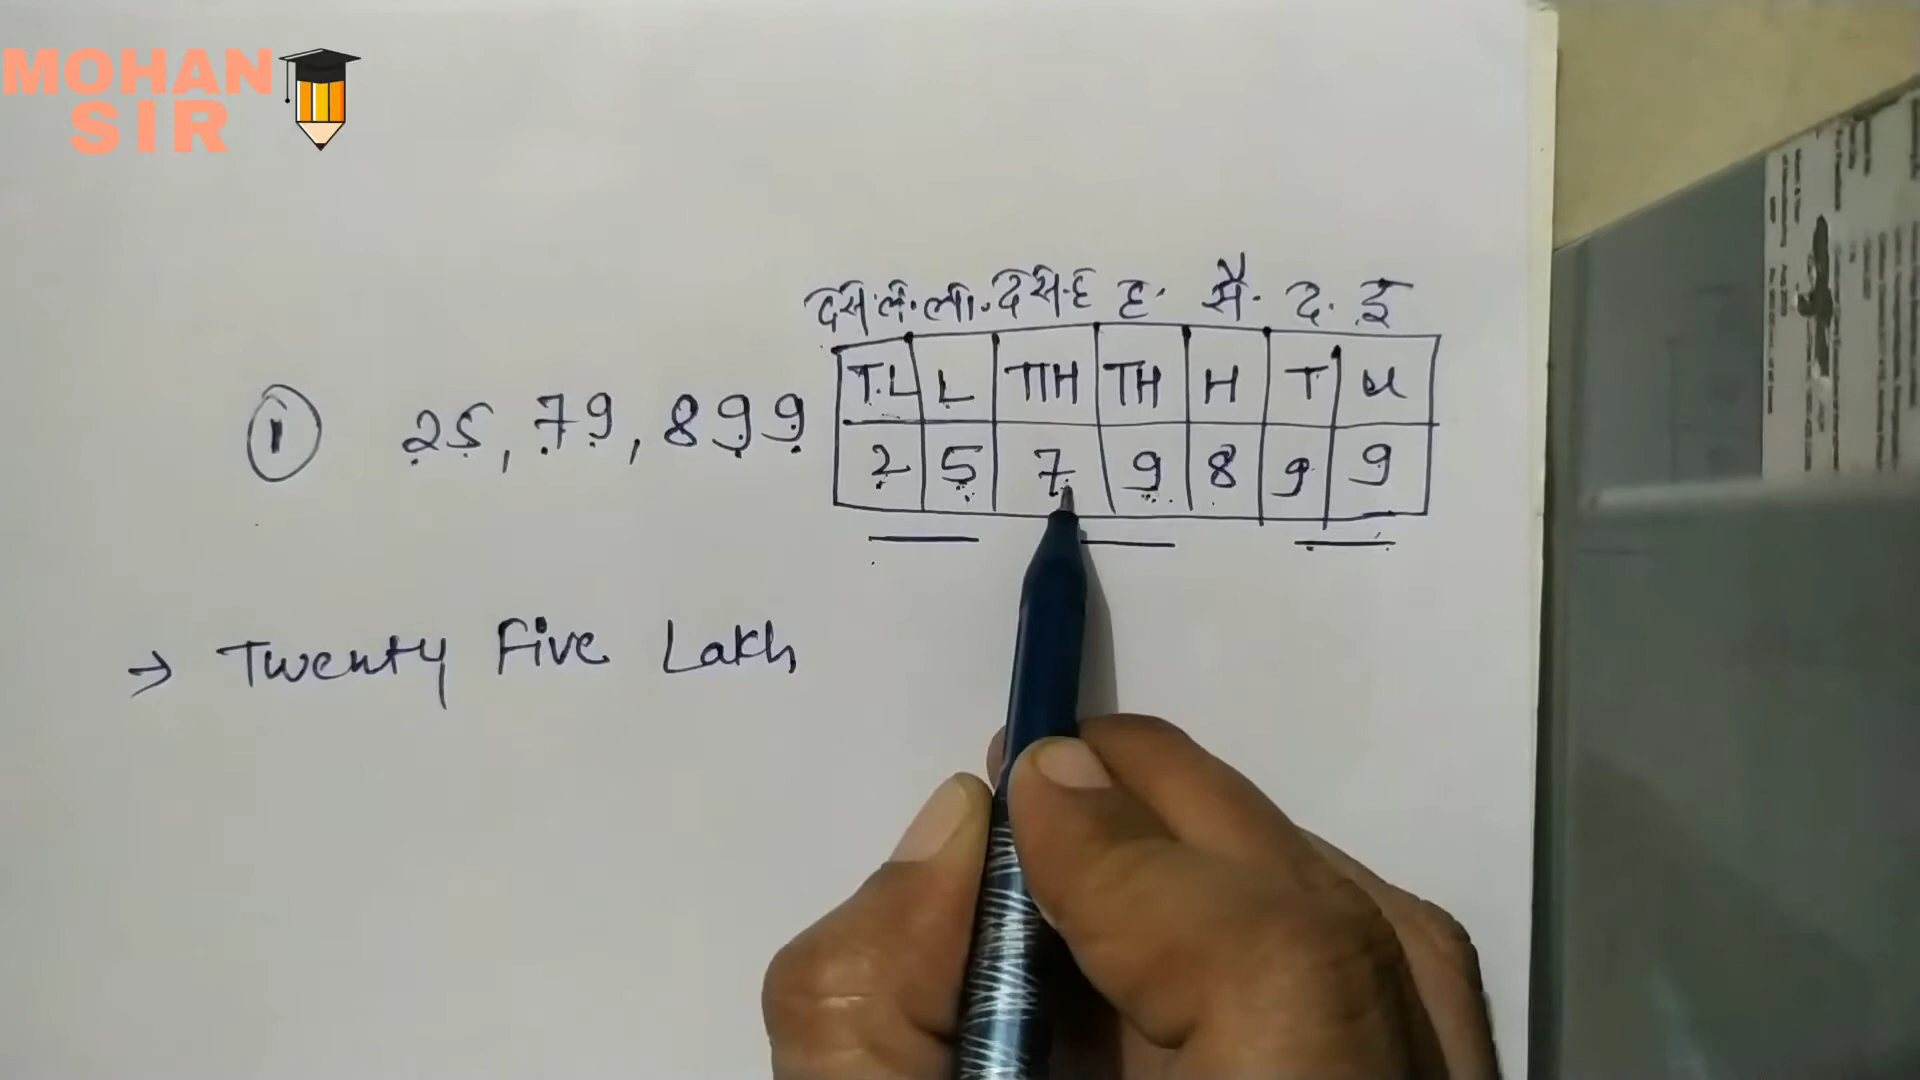 MOHAN
SIR
दस.ल. ला. दस.ह ह. सै. द. इ
T.L L TTH TH H T U
① 25,79,899
2 5 7 9 8 9 9
→ Twenty Five Lakh